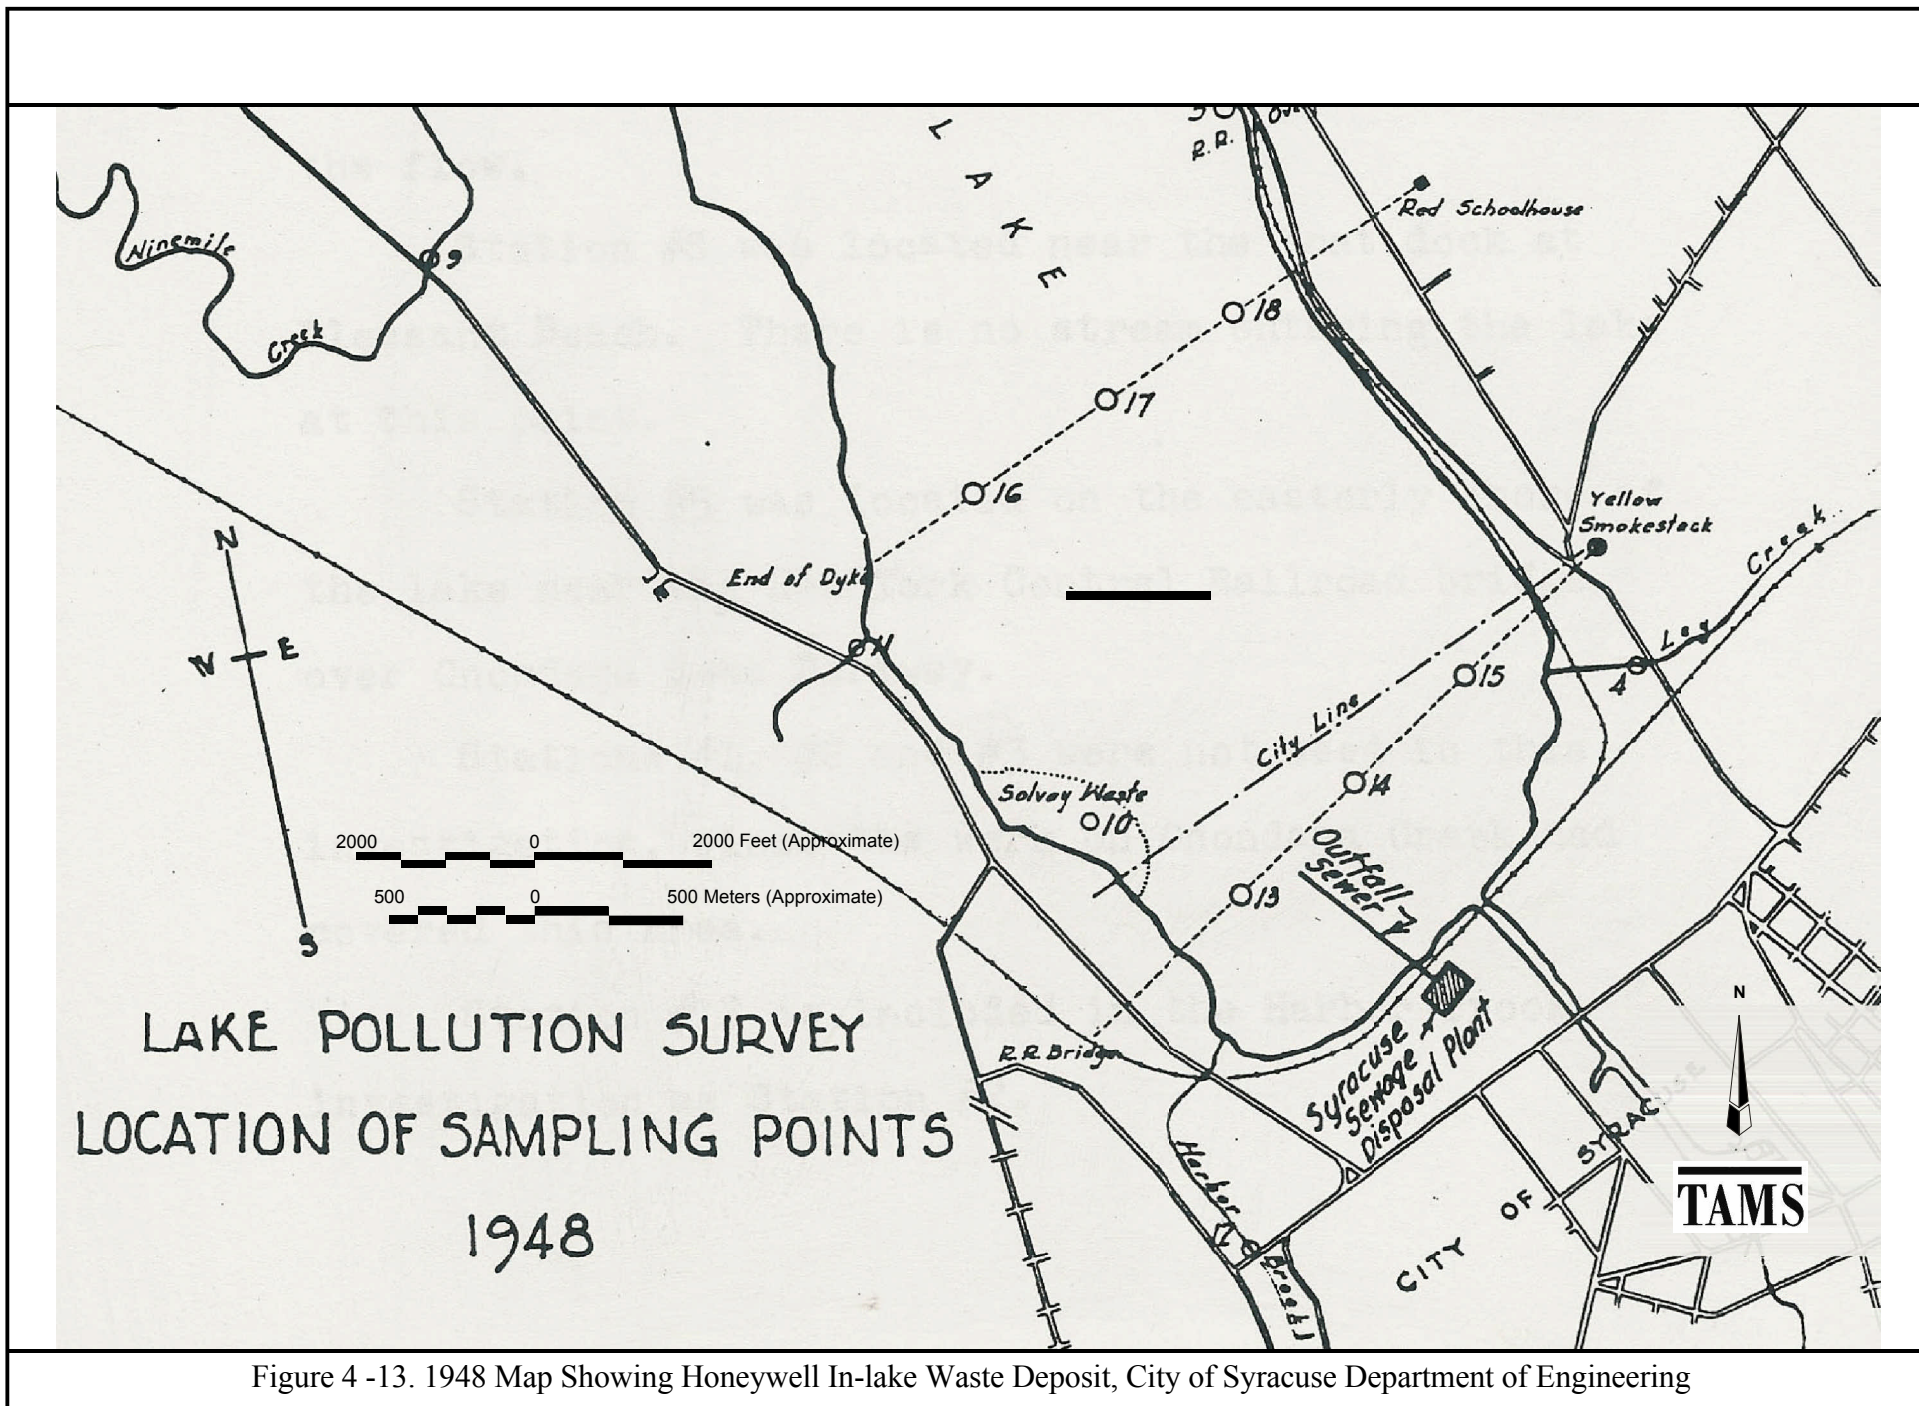 L A K E
R.R.
Red Schoolhouse
Ninemile
Creek
9
18
17
16
Yellow
Smokestack
Creek
Ley
4
N
W E
S
End of Dyke
11
15
City Line
14
Solvay Waste
10
13
Outfall
Sewer
2000 0 2000 Feet (Approximate)
500 0 500 Meters (Approximate)
Syracuse
Sewage
Disposal Plant
R.R. Bridge
Harbor
Brook
CITY OF SYRACUSE
N
TAMS
LAKE POLLUTION SURVEY
LOCATION OF SAMPLING POINTS
1948
Figure 4 -13. 1948 Map Showing Honeywell In-lake Waste Deposit, City of Syracuse Department of Engineering